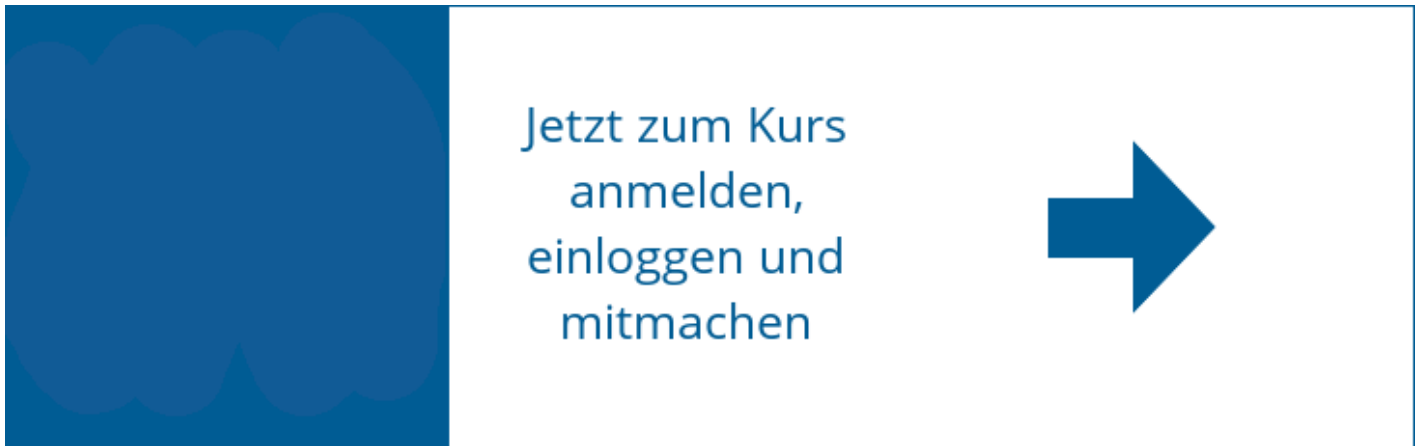 Jetzt zum Kurs
anmelden,
einloggen und
mitmachen